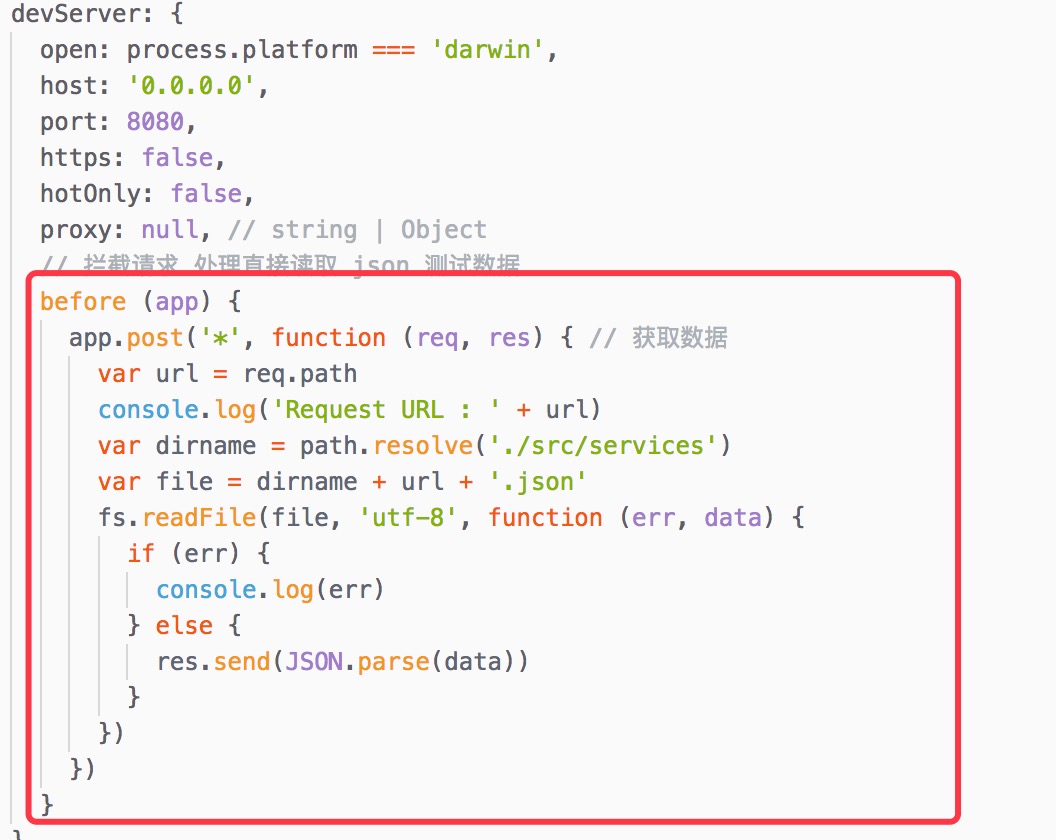 devServer: {
open: process.platform === 'darwin',
host: '0.0.0.0',
port: 8080,
https: false,
hotOnly: false,
proxy: null, // string | Object
// 拦截请求 处理直接读取 json 测试数据
before (app) {
app.post('*', function (req, res) { // 获取数据
var url = req.path
console.log('Request URL : ' + url)
var dirname = path.resolve('./src/services')
var file = dirname + url + '.json'
fs.readFile(file, 'utf-8', function (err, data) {
if (err) {
console.log(err)
} else {
res.send(JSON.parse(data))
}
})
})
}
}